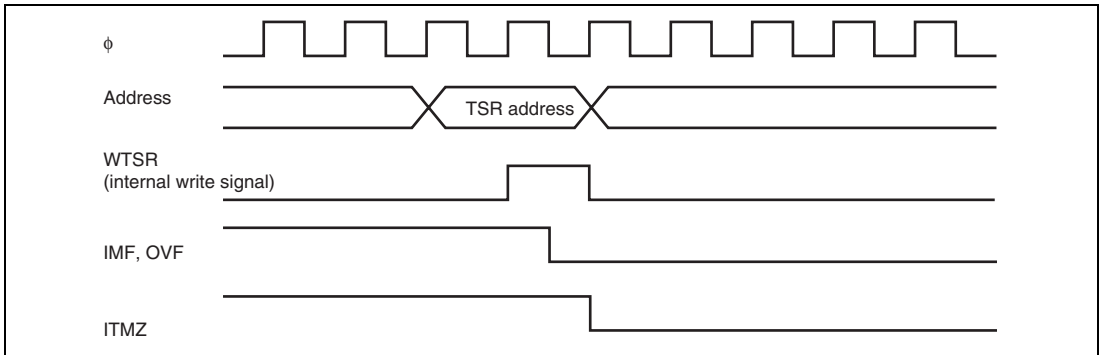 ϕ
Address
TSR address
WTSR
(internal write signal)
IMF, OVF
ITMZ